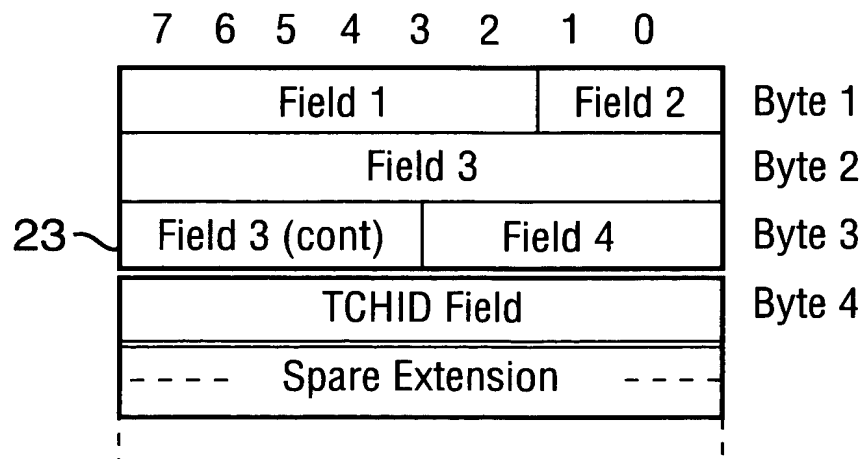 7 6 5 4 3 2 1 0
Field 1 Field 2 Byte 1
Field 3 Byte 2
23 Field 3 (cont) Field 4 Byte 3
TCHID Field Byte 4
Spare Extension